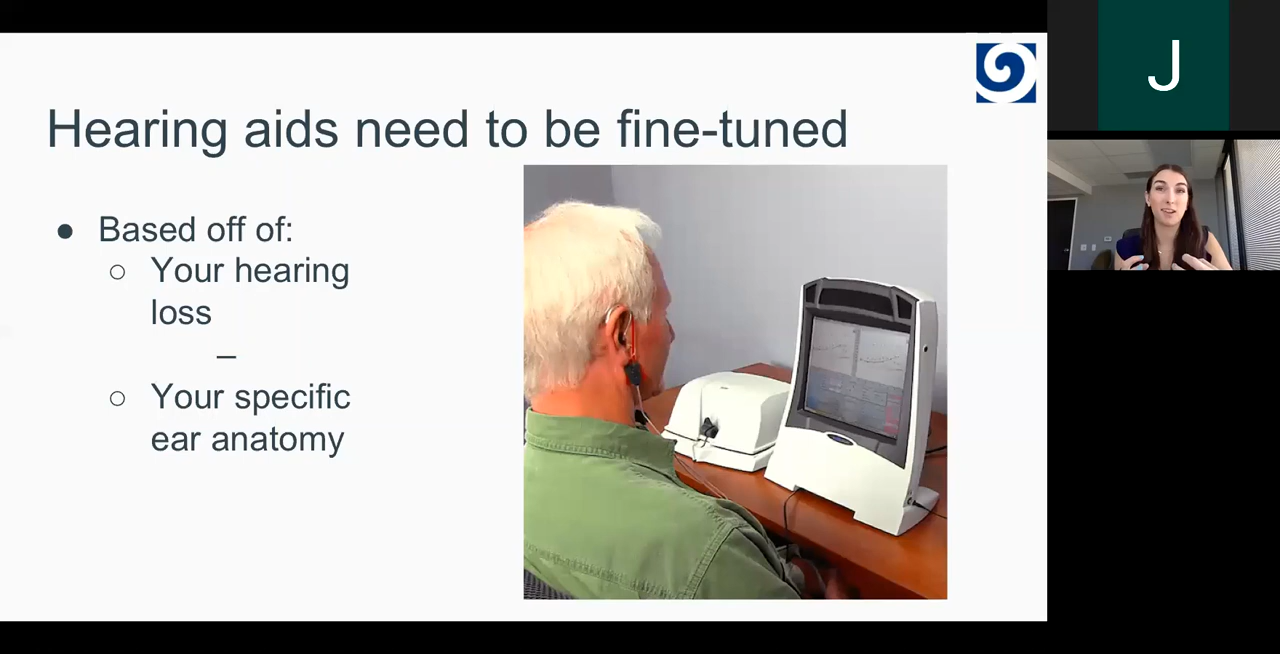 Hearing aids need to be fine-tuned
● Based off of:
○ Your hearing
loss
–
○ Your specific
ear anatomy
J